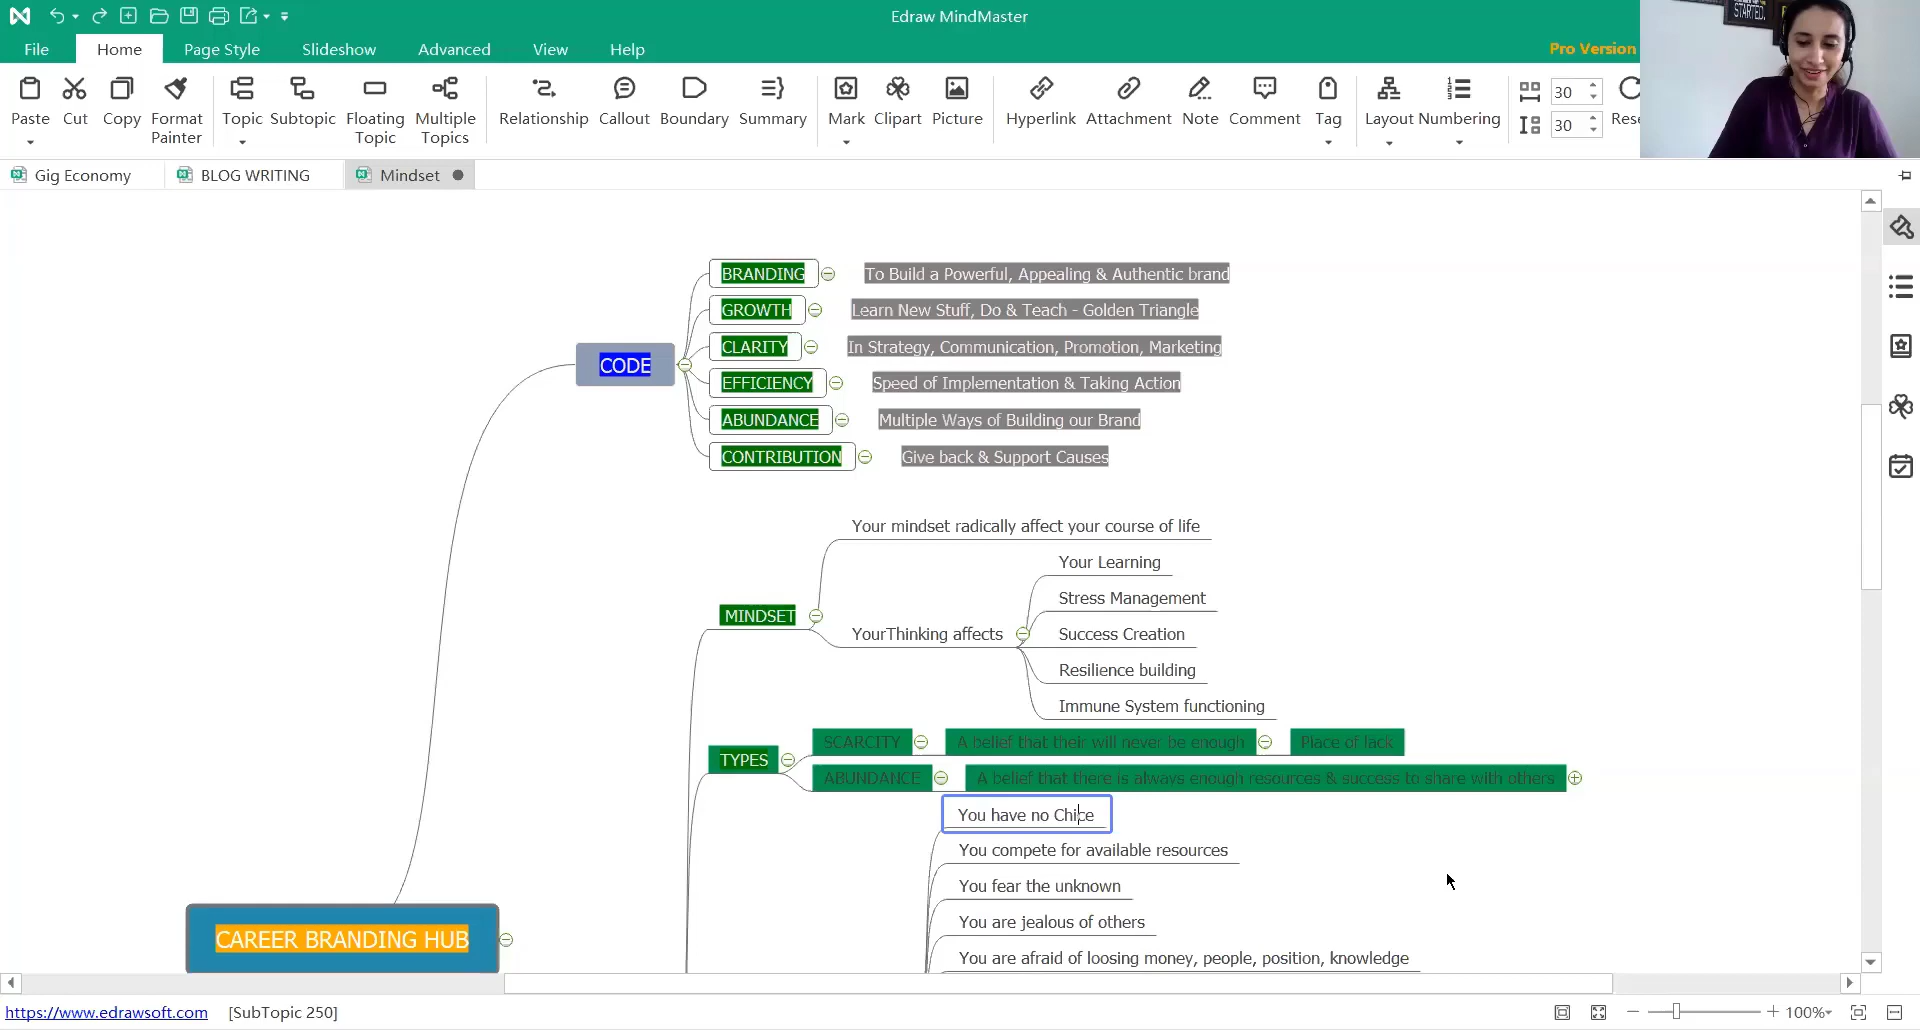 Edraw MindMaster
File Home Page Style Slideshow Advanced View Help Pro Version
STARTED.
Paste Cut Copy Format Painter Topic Subtopic Floating Topic Multiple Topics Relationship Callout Boundary Summary Mark Clipart Picture Hyperlink Attachment Note Comment Tag Layout Numbering 30 30 Rese
Gig Economy BLOG WRITING Mindset
BRANDING To Build a Powerful, Appealing & Authentic brand
GROWTH Learn New Stuff, Do & Teach - Golden Triangle
CLARITY In Strategy, Communication, Promotion, Marketing
CODE
EFFICIENCY Speed of Implementation & Taking Action
ABUNDANCE Multiple Ways of Building our Brand
CONTRIBUTION Give back & Support Causes
Your mindset radically affect your course of life
Your Learning
Stress Management
MINDSET
YourThinking affects Success Creation
Resilience building
Immune System functioning
SCARCITY A belief that their will never be enough Place of lack
TYPES
ABUNDANCE A belief that there is always enough resources & success to share with others
You have no Chice
You compete for available resources
You fear the unknown
You are jealous of others
CAREER BRANDING HUB
You are afraid of loosing money, people, position, knowledge
https://www.edrawsoft.com [SubTopic 250] 100%